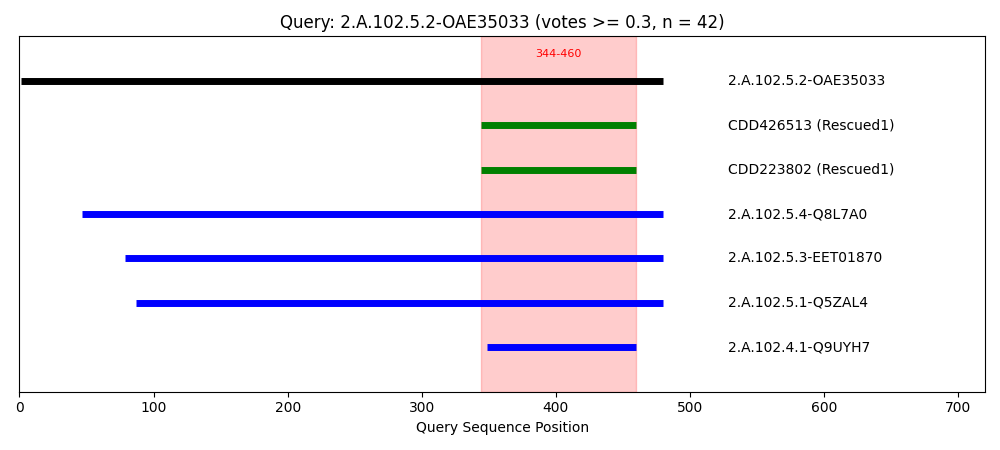 Query: 2.A.102.5.2-OAE35033 (votes >= 0.3, n = 42)
344-460
2.A.102.5.2-OAE35033
CDD426513 (Rescued1)
CDD223802 (Rescued1)
2.A.102.5.4-Q8L7A0
2.A.102.5.3-EET01870
2.A.102.5.1-Q5ZAL4
2.A.102.4.1-Q9UYH7
0 100 200 300 400 500 600 700
Query Sequence Position